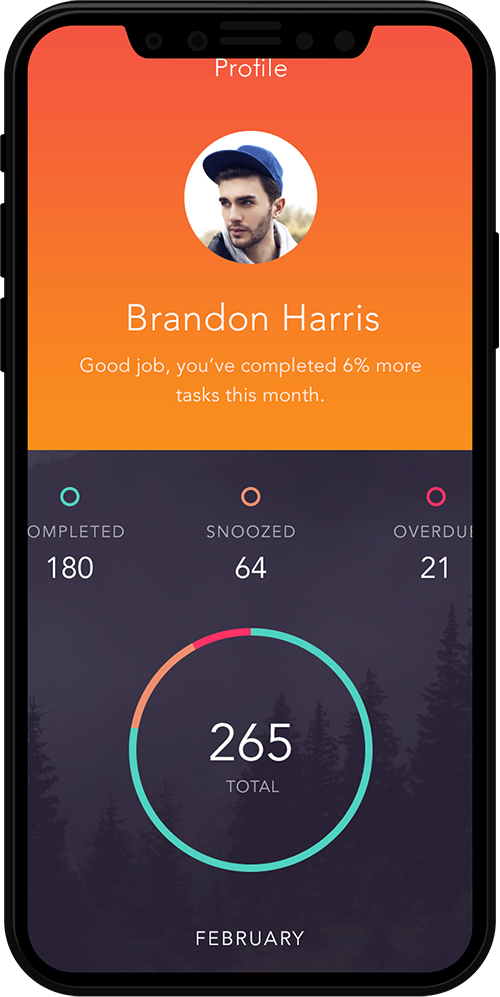 Profile
Brandon Harris
Good job, you’ve completed 6% more
tasks this month.
OMPLETED SNOOZED OVERDUE
180 64 21
265
TOTAL
FEBRUARY